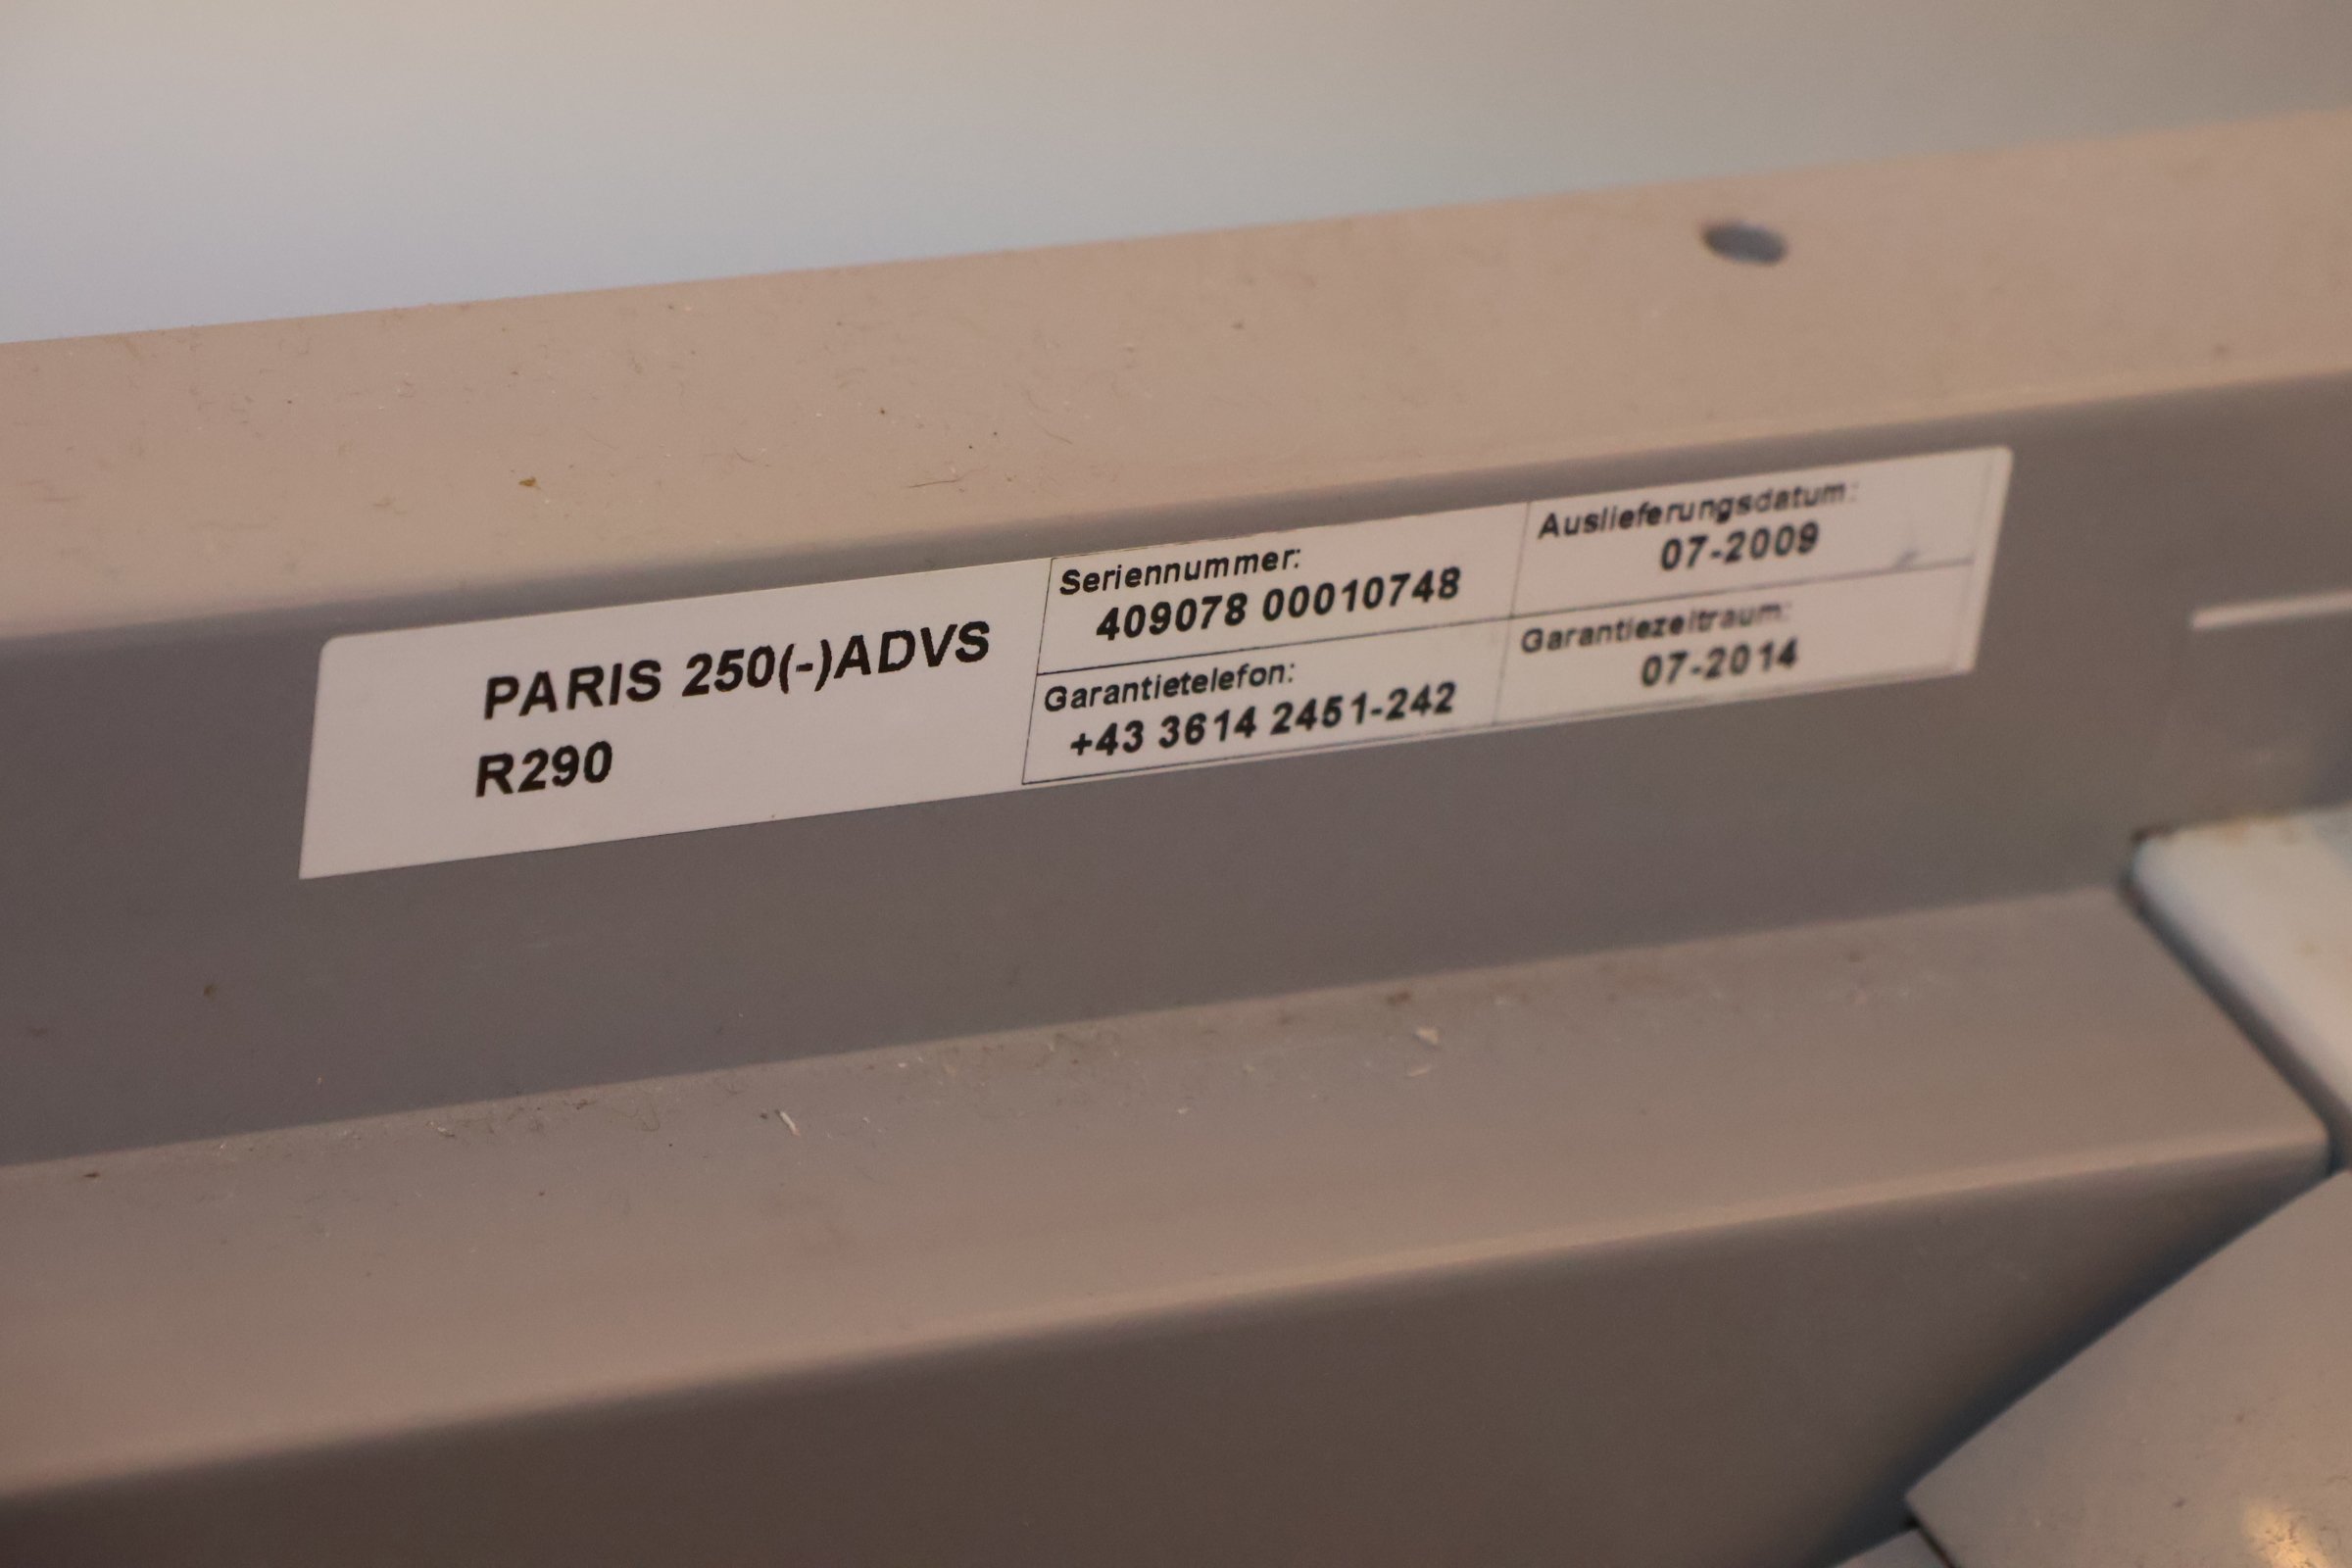 PARIS 250(-)ADVS
R290
Seriennummer:
409078 00010748
Garantietelefon:
+43 3614 2451-242
Auslieferungsdatum:
07-2009
Garantiezeitraum:
07-2014